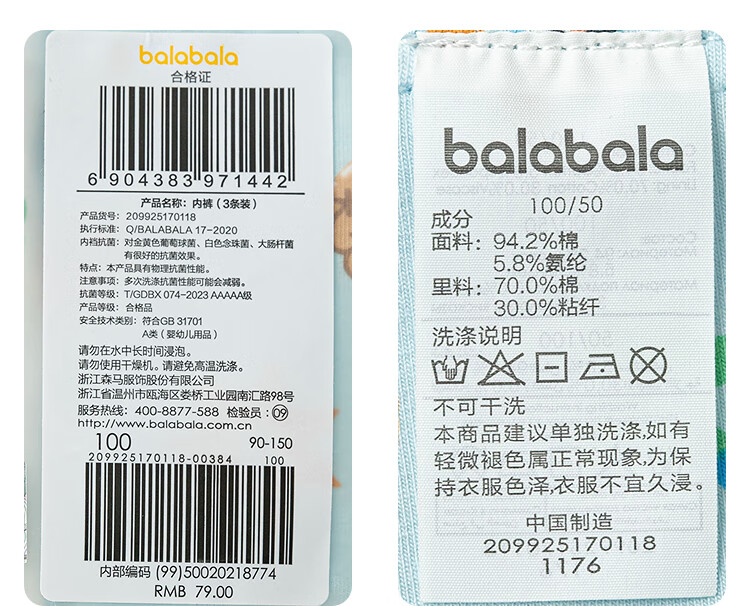 balabala
合格证
6 904383 971442
产品名称: 内裤（3条装）
产品货号: 209925170118
执行标准: Q/BALABALA 17-2020
内裆抗菌: 对金黄色葡萄球菌、白色念珠菌、大肠杆菌
有很好的抗菌效果。
特点: 本产品具有物理抗菌性能。
注意事项: 多次洗涤抗菌性能可能会减弱。
抗菌等级: T/GDBX 074-2023 AAAAA级
产品等级: 合格品
安全技术类别: 符合GB 31701
A类（婴幼儿用品）
请勿在水中长时间浸泡。
请勿使用干燥机。请避免高温洗涤。
浙江森马服饰股份有限公司
浙江省温州市瓯海区娄桥工业园南汇路98号
服务热线: 400-8877-588 检验员: 09
http://www.balabala.com.cn
100 90-150
209925170118-00384 100
内部编码 (99)50020218774
RMB 79.00
balabala
100/50
成分
面料: 94.2%棉
5.8%氨纶
里料: 70.0%棉
30.0%粘纤
洗涤说明
不可干洗
本商品建议单独洗涤,如有
轻微褪色属正常现象,为保
持衣服色泽,衣服不宜久浸。
中国制造
209925170118
1176